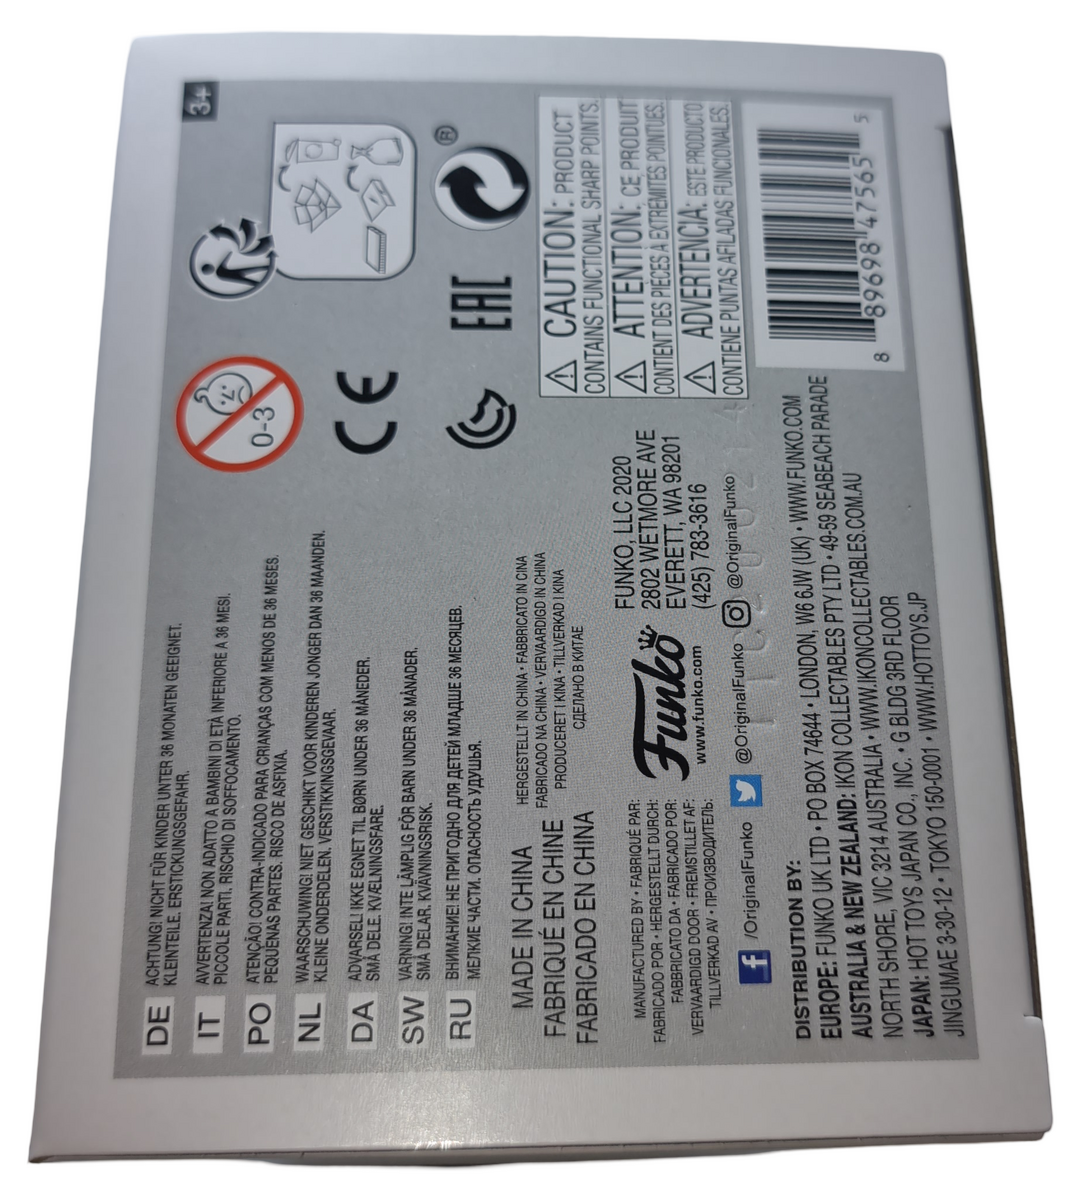 DE
ACHTUNG! NICHT FÜR KINDER UNTER 36 MONATEN GEEIGNET.
KLEINTEILE. ERSTICKUNGSGEFAHR.
IT
AVVERTENZA! NON ADATTO A BAMBINI DI ETÀ INFERIORE A 36 MESI.
PICCOLE PARTI. RISCHIO DI SOFFOCAMENTO.
PO
ATENÇÃO! CONTRA-INDICADO PARA CRIANÇAS COM MENOS DE 36 MESES.
PEQUENAS PARTES. RISCO DE ASFIXIA.
NL
WAARSCHUWING! NIET GESCHIKT VOOR KINDEREN JONGER DAN 36 MAANDEN.
KLEINE ONDERDELEN. VERSTIKKINGSGEVAAR.
DA
ADVARSEL! IKKE EGNET TIL BØRN UNDER 36 MÅNEDER.
SMÅ DELE. KVÆLNINGSFARE.
SW
VARNING! INTE LÄMPLIG FÖR BARN UNDER 36 MÅNADER.
SMÅ DELAR. KVÄVNINGSRISK.
RU
ВНИМАНИЕ! НЕ ПРИГОДНО ДЛЯ ДЕТЕЙ МЛАДШЕ 36 МЕСЯЦЕВ.
МЕЛКИЕ ЧАСТИ. ОПАСНОСТЬ УДУШЬЯ.
3+
0-3
CE
EAC
®
MADE IN CHINA
FABRIQUÉ EN CHINE
FABRICADO EN CHINA
HERGESTELLT IN CHINA • FABBRICATO IN CINA
FABRICADO NA CHINA • VERVAARDIGD IN CHINA
PRODUCERET I KINA • TILLVERKAD I KINA
СДЕЛАНО В КИТАЕ
⚠ CAUTION: PRODUCT
CONTAINS FUNCTIONAL SHARP POINTS.
⚠ ATTENTION: CE PRODUIT
CONTIENT DES PIÈCES À EXTRÉMITÉS POINTUES.
⚠ ADVERTENCIA: ESTE PRODUCTO
CONTIENE PUNTAS AFILADAS FUNCIONALES.
MANUFACTURED BY • FABRIQUÉ PAR:
FABRICADO POR • HERGESTELLT DURCH:
FABRICATO DA • FABRICADO POR:
VERVAARDIGD DOOR • FREMSTILLET AF:
TILLVERKAD AV • ПРОИЗВОДИТЕЛЬ:
Funko
www.funko.com
FUNKO, LLC 2020
2802 WETMORE AVE
EVERETT, WA 98201
(425) 783-3616
/OriginalFunko @OriginalFunko @OriginalFunko
DISTRIBUTION BY:
EUROPE: FUNKO UK LTD • PO BOX 74644 • LONDON, W6 6JW (UK) • WWW.FUNKO.COM
AUSTRALIA & NEW ZEALAND: IKON COLLECTABLES PTY LTD • 49-59 SEABEACH PARADE
NORTH SHORE, VIC 3214 AUSTRALIA • WWW.IKONCOLLECTABLES.COM.AU
JAPAN: HOT TOYS JAPAN CO., INC. • G BLDG 3RD FLOOR
JINGUMAE 3-30-12 • TOKYO 150-0001 • WWW.HOTTOYS.JP
8 89698 47565 5